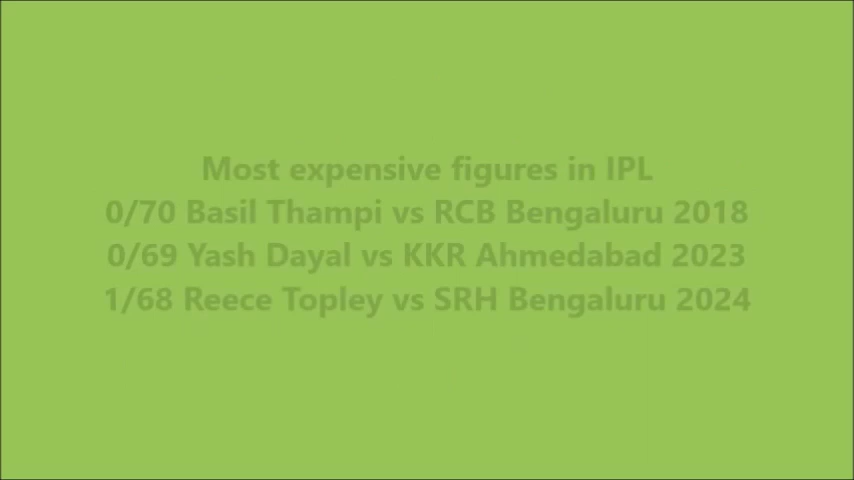 Most expensive figures in IPL
0/70 Basil Thampi vs RCB Bengaluru 2018
0/69 Yash Dayal vs KKR Ahmedabad 2023
1/68 Reece Topley vs SRH Bengaluru 2024